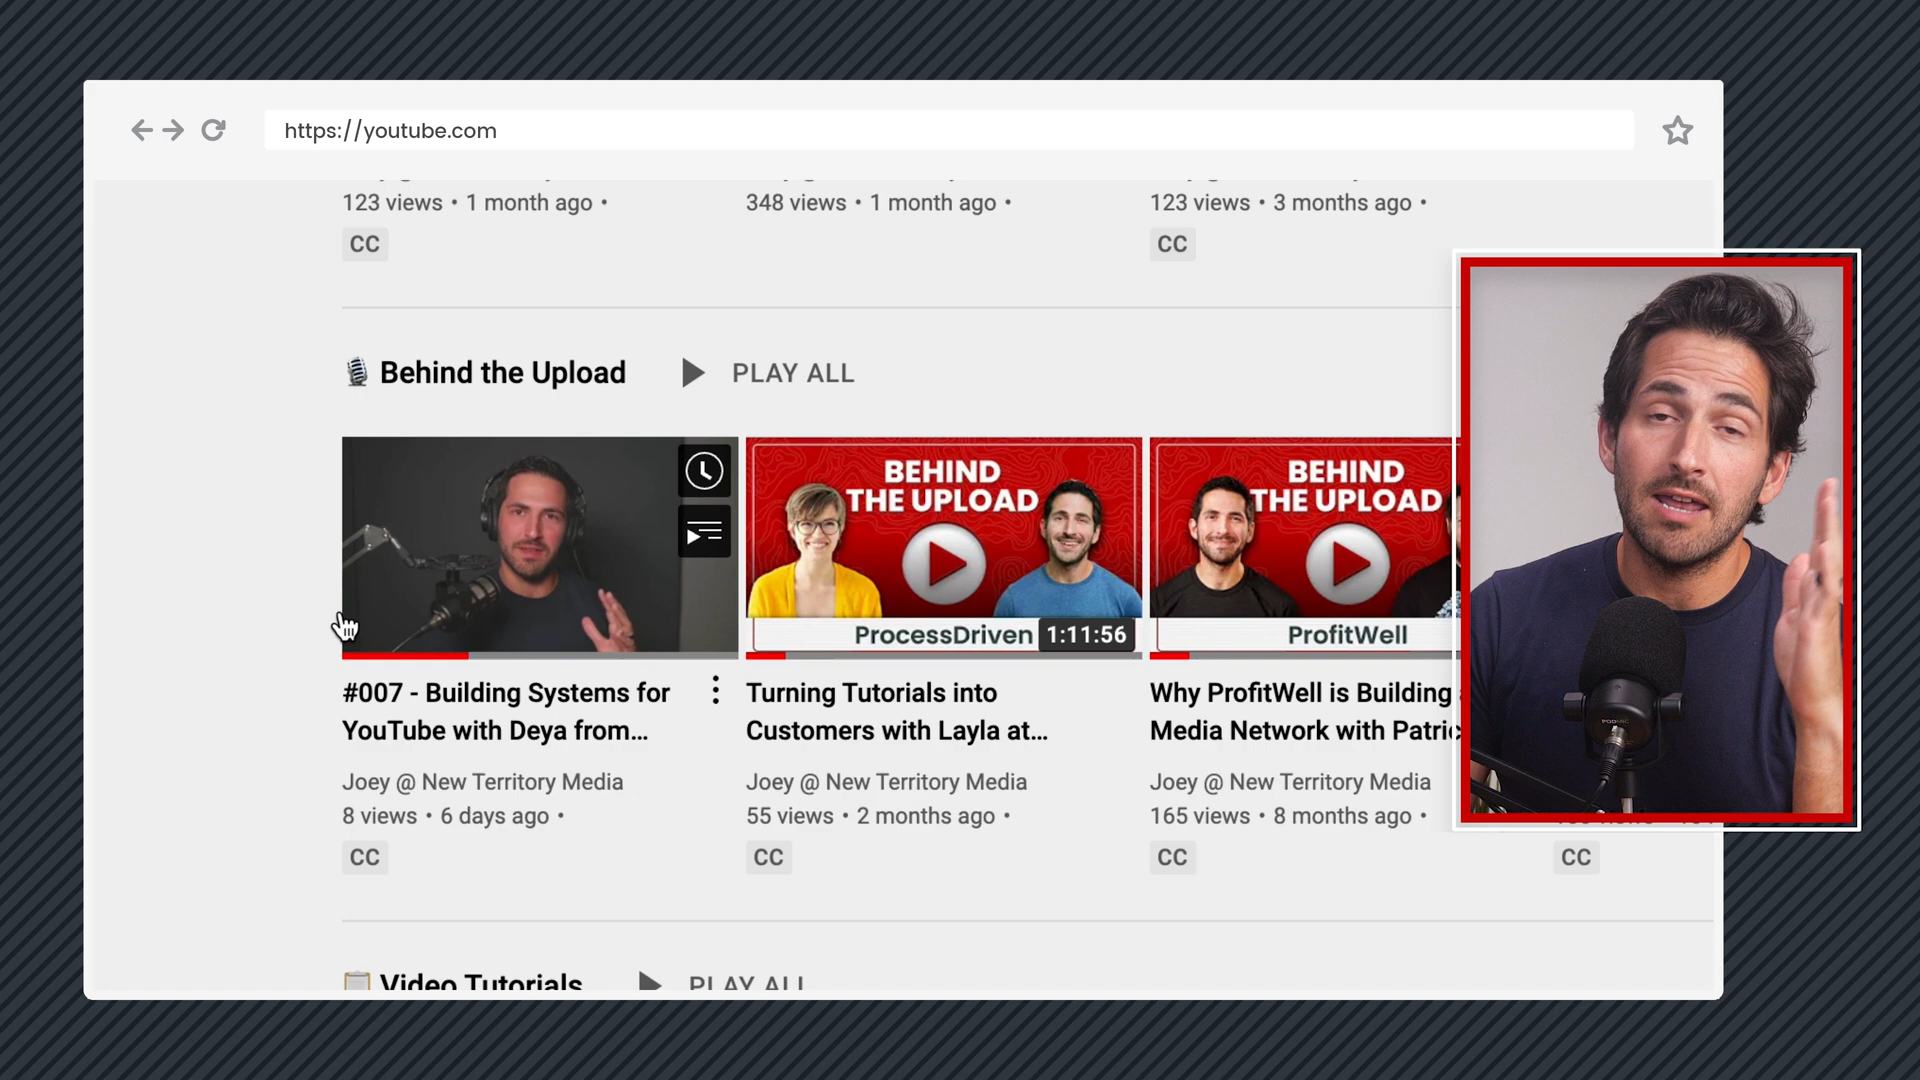 https://youtube.com
123 views • 1 month ago •
348 views • 1 month ago •
123 views • 3 months ago •
CC
CC
Behind the Upload
PLAY ALL
BEHIND
THE UPLOAD
ProcessDriven
1:11:56
BEHIND
THE UPLOAD
ProfitWell
#007 - Building Systems for
YouTube with Deya from...
Joey @ New Territory Media
8 views • 6 days ago •
CC
Turning Tutorials into
Customers with Layla at...
Joey @ New Territory Media
55 views • 2 months ago •
CC
Why ProfitWell is Building
Media Network with Patric
Joey @ New Territory Media
165 views • 8 months ago •
CC
CC
Video Tutorials
PLAY ALL